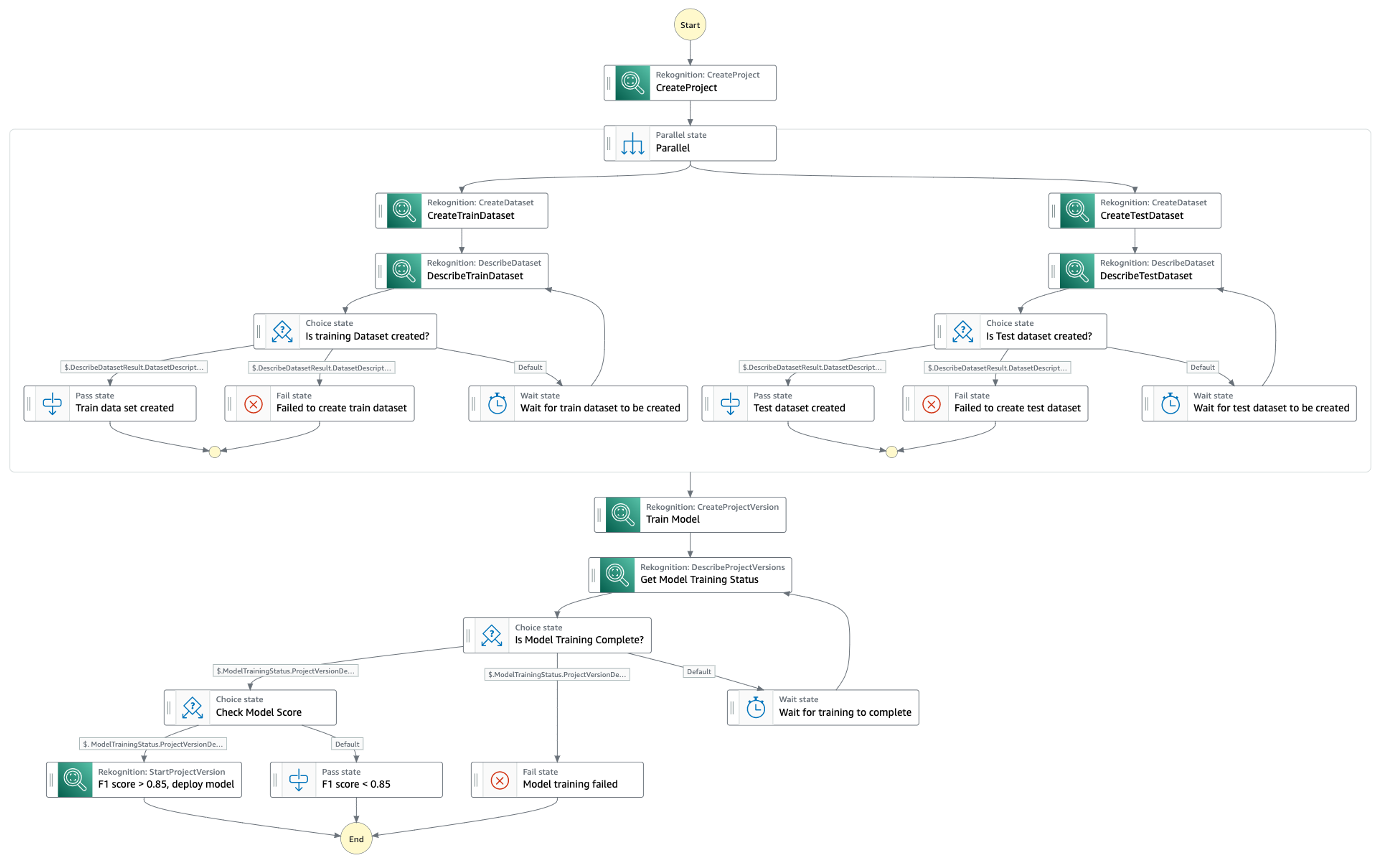 Start
Rekognition: CreateProject
CreateProject
Parallel state
Parallel
Rekognition: CreateDataset
CreateTrainDataset
Rekognition: CreateDataset
CreateTestDataset
Rekognition: DescribeDataset
DescribeTrainDataset
Rekognition: DescribeDataset
DescribeTestDataset
Choice state
Is training Dataset created?
Choice state
Is Test dataset created?
$.DescribeDatasetResult.DatasetDescript...
$.DescribeDatasetResult.DatasetDescript...
Default
$.DescribeDatasetResult.DatasetDescript...
$.DescribeDatasetResult.DatasetDescript...
Default
Pass state
Train data set created
Fail state
Failed to create train dataset
Wait state
Wait for train dataset to be created
Pass state
Test dataset created
Fail state
Failed to create test dataset
Wait state
Wait for test dataset to be created
Rekognition: CreateProjectVersion
Train Model
Rekognition: DescribeProjectVersions
Get Model Training Status
Choice state
Is Model Training Complete?
$.ModelTrainingStatus.ProjectVersionDe...
$.ModelTrainingStatus.ProjectVersionDe...
Default
Choice state
Check Model Score
Wait state
Wait for training to complete
$. ModelTrainingStatus.ProjectVersionDe...
Default
Rekognition: StartProjectVersion
F1 score > 0.85, deploy model
Pass state
F1 score < 0.85
Fail state
Model training failed
End